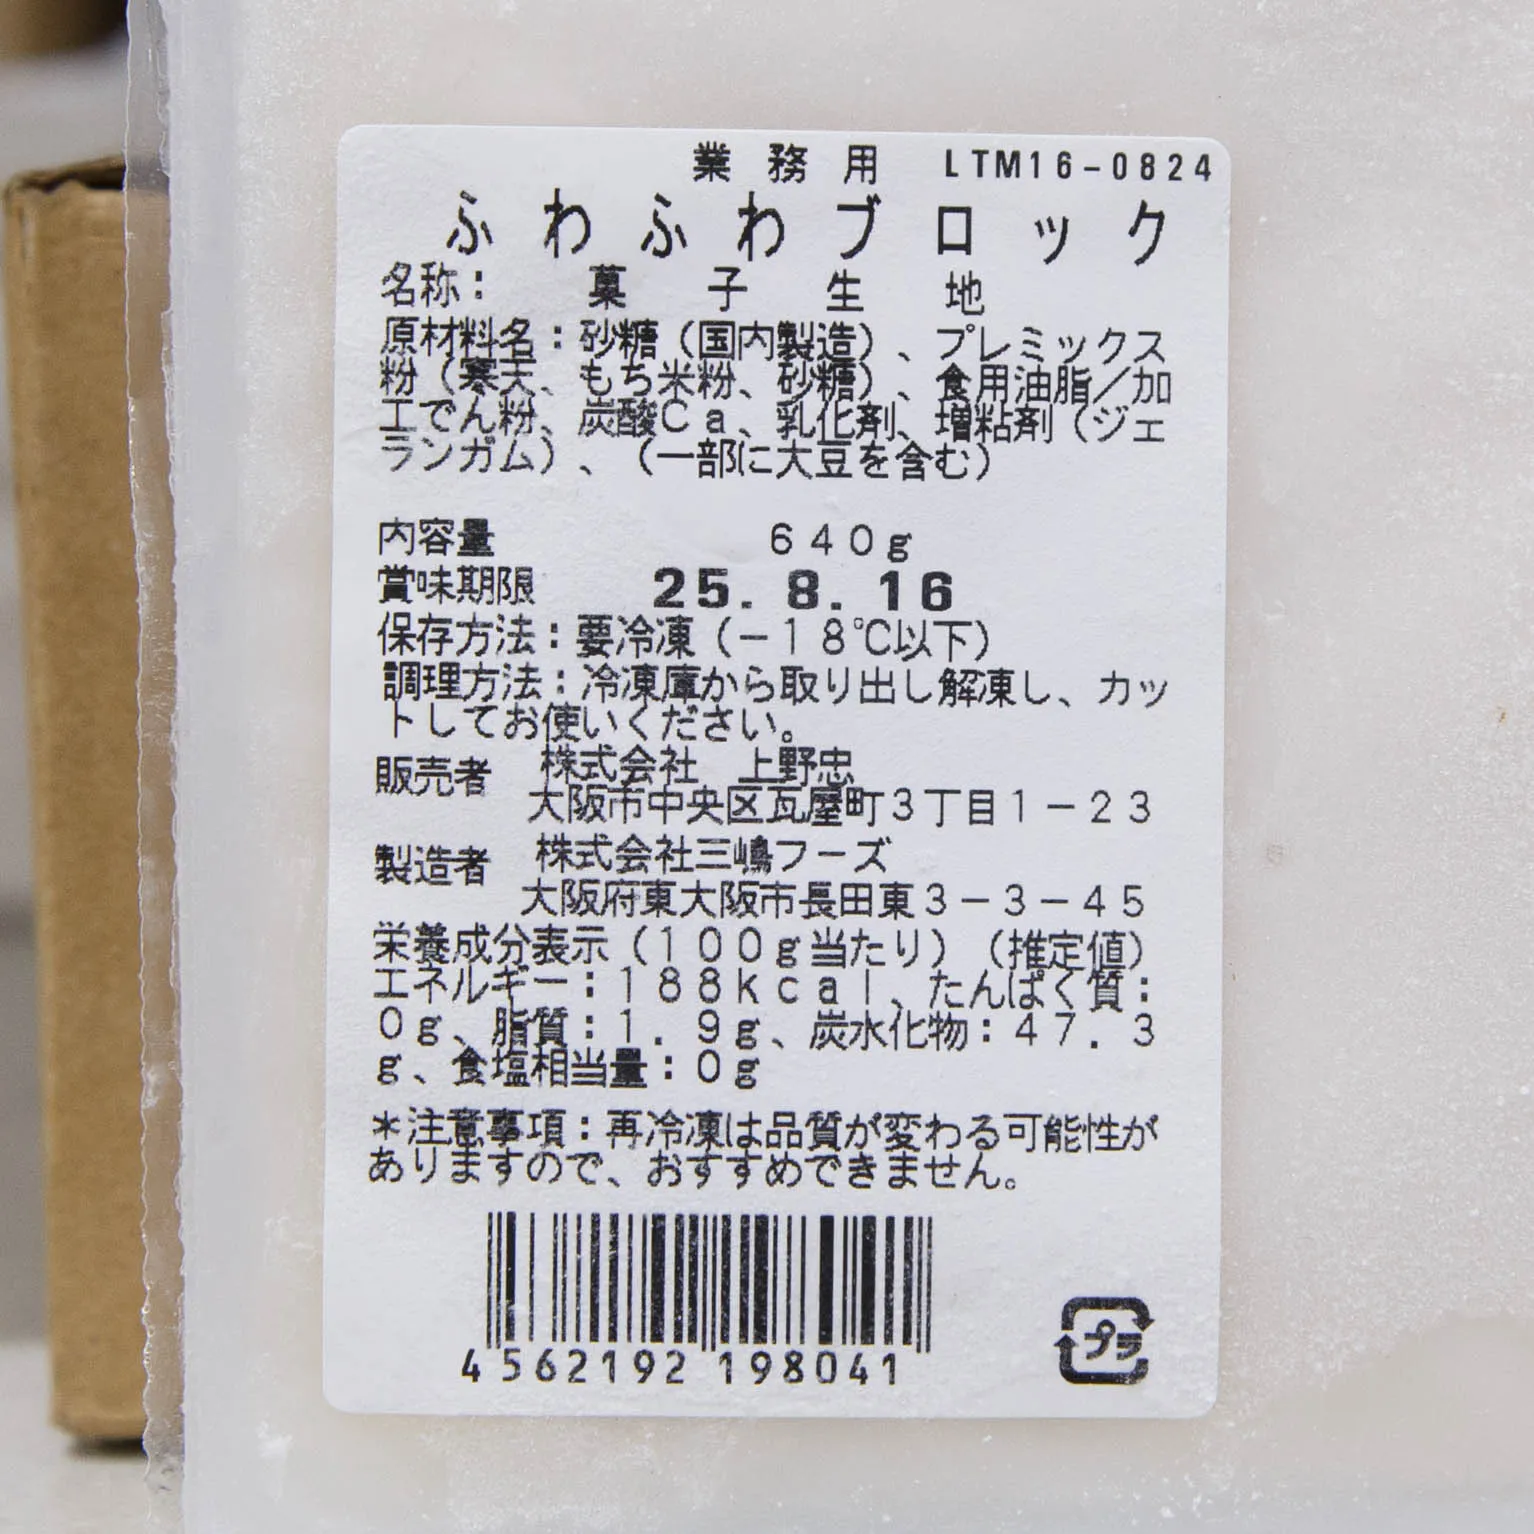 業務用 LTM16-0824
ふわふわブロック
名称: 菓子生地
原材料名:砂糖(国内製造)、プレミックス
粉(寒天、もち米粉、砂糖)、食用油脂/加
工でん粉、炭酸Ca、乳化剤、増粘剤(ジェ
ランガム)、(一部に大豆を含む)
内容量 640g
賞味期限 25.8.16
保存方法:要冷凍(-18℃以下)
調理方法:冷凍庫から取り出し解凍し、カッ
トしてお使いください。
販売者 株式会社 上野忠
大阪市中央区瓦屋町3丁目1-23
製造者 株式会社三嶋フーズ
大阪府東大阪市長田東3-3-45
栄養成分表示(100g当たり)(推定値)
エネルギー:188kcal、たんぱく質:
0g、脂質:1.9g、炭水化物:47.3
g、食塩相当量:0g
*注意事項:再冷凍は品質が変わる可能性が
ありますので、おすすめできません。
4562192198041
プラ